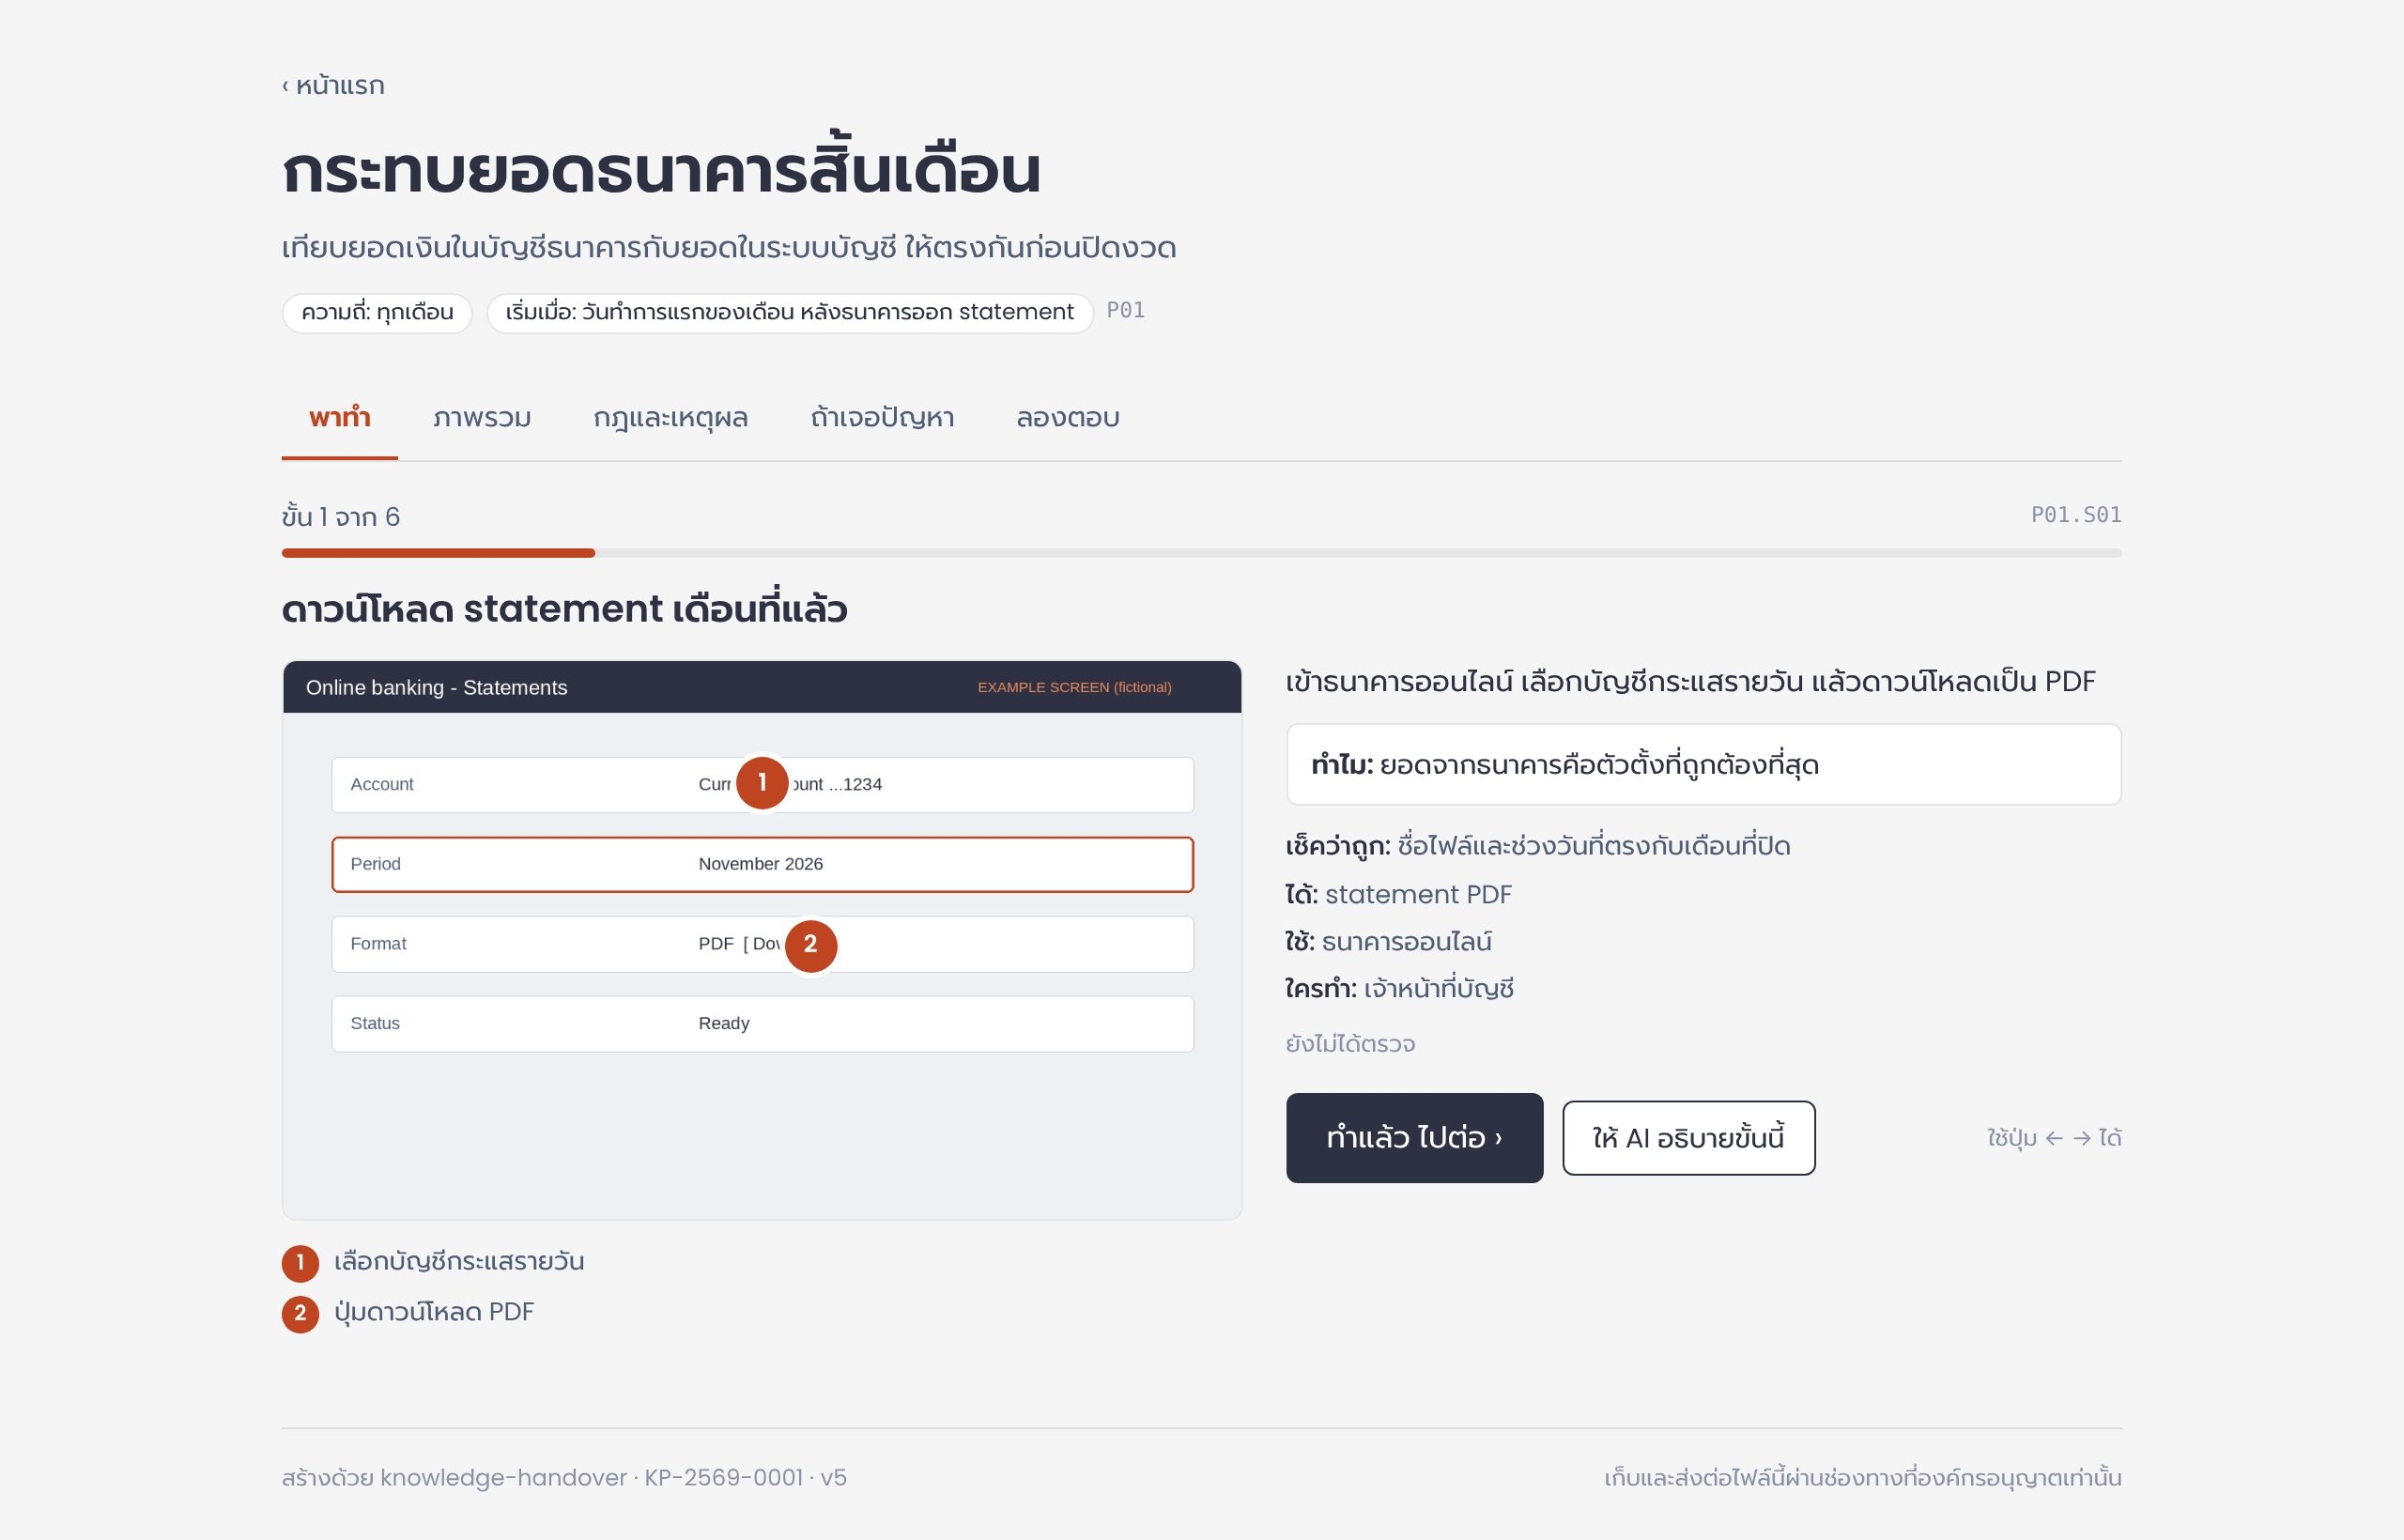 ‹ หน้าแรก
กระทบยอดธนาคารสิ้นเดือน
เทียบยอดเงินในบัญชีธนาคารกับยอดในระบบบัญชี ให้ตรงกันก่อนปิดงวด
ความถี่: ทุกเดือน เริ่มเมื่อ: วันทำการแรกของเดือน หลังธนาคารออก statement P01
พาทำ ภาพรวม กฎและเหตุผล ถ้าเจอปัญหา ลองตอบ
ขั้น 1 จาก 6 P01.S01
ดาวน์โหลด statement เดือนที่แล้ว
Online banking - Statements EXAMPLE SCREEN (fictional)
Account 1 ...1234
Period November 2026
Format PDF [ 2
Status Ready
1 เลือกบัญชีกระแสรายวัน
2 ปุ่มดาวน์โหลด PDF
เข้าธนาคารออนไลน์ เลือกบัญชีกระแสรายวัน แล้วดาวน์โหลดเป็น PDF
ทำไม: ยอดจากธนาคารคือตัวตั้งที่ถูกต้องที่สุด
เช็คว่าถูก: ชื่อไฟล์และช่วงวันที่ตรงกับเดือนที่ปิด
ได้: statement PDF
ใช้: ธนาคารออนไลน์
ใครทำ: เจ้าหน้าที่บัญชี
ยังไม่ได้ตรวจ
ทำแล้ว ไปต่อ › ให้ AI อธิบายขั้นนี้ ใช้ปุ่ม ← → ได้
สร้างด้วย knowledge-handover · KP-2569-0001 · v5 เก็บและส่งต่อไฟล์นี้ผ่านช่องทางที่องค์กรอนุญาตเท่านั้น